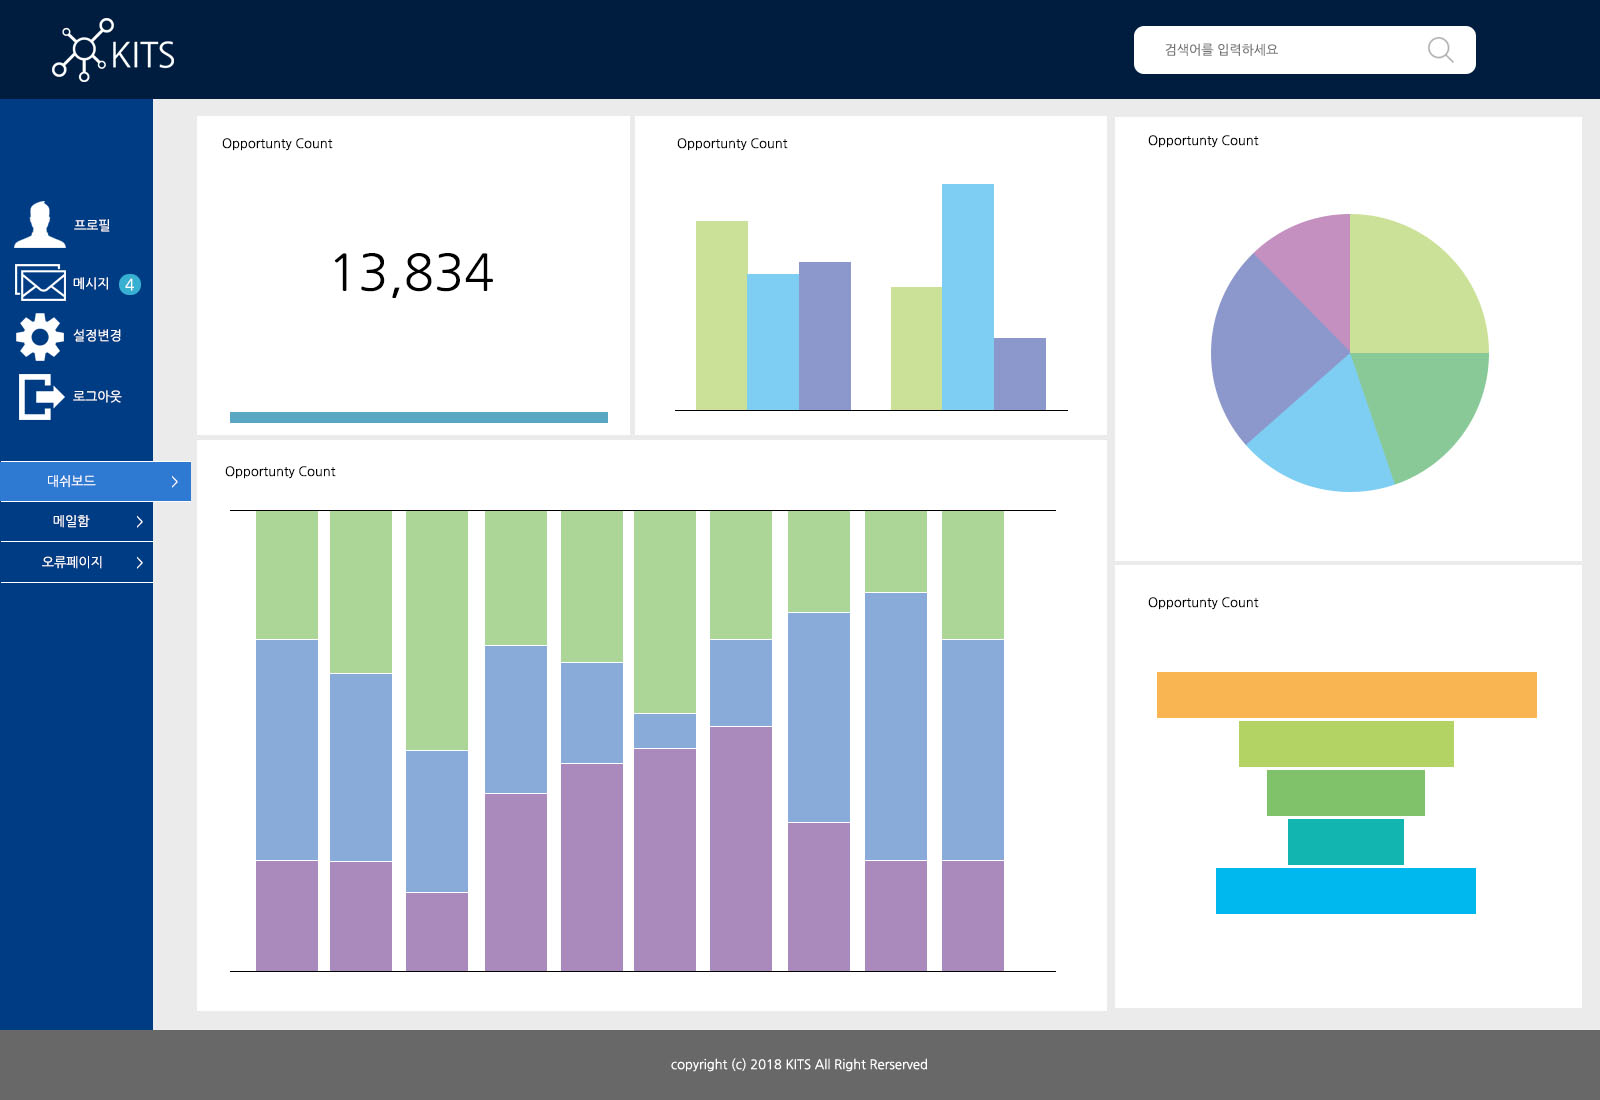 KITS
검색어를 입력하세요
프로필
메시지 4
설정변경
로그아웃
대쉬보드
메일함
오류페이지
Opportunty Count
13,834
Opportunty Count
Opportunty Count
Opportunty Count
Opportunty Count
copyright (c) 2018 KITS All Right Rerserved